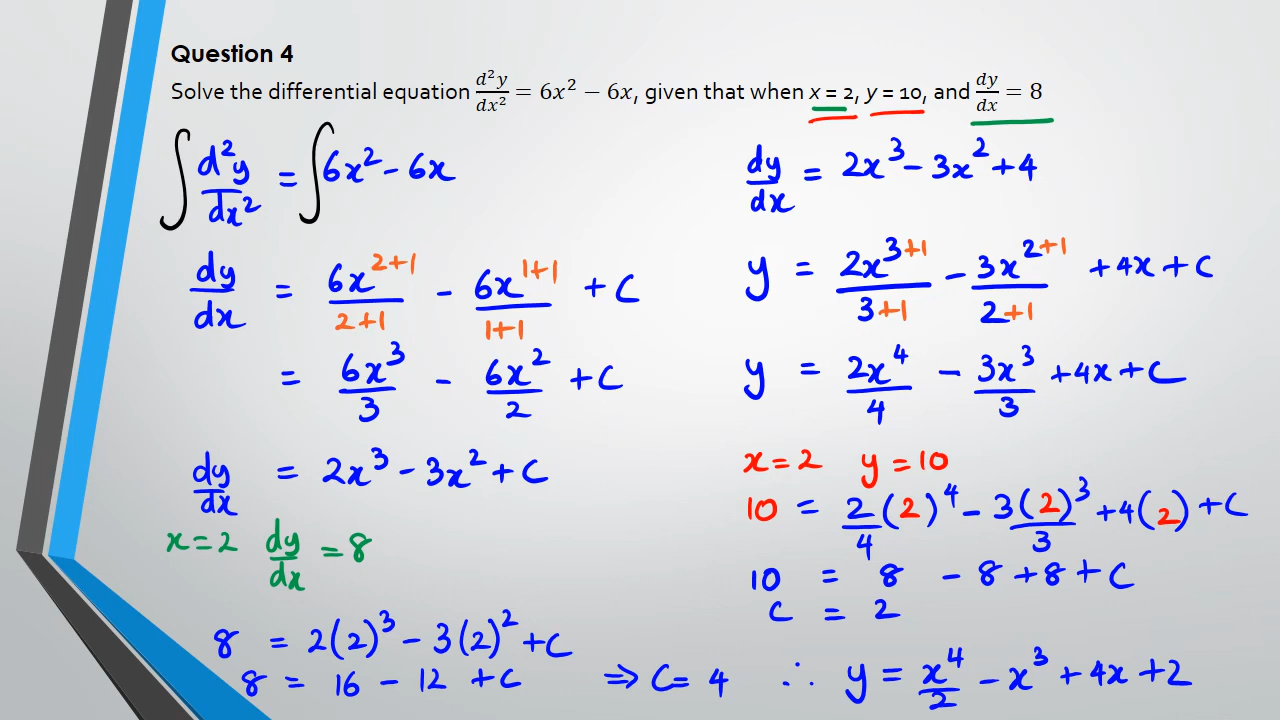 Question 4
Solve the differential equation d²y/dx² = 6x² − 6x, given that when x = 2, y = 10, and dy/dx = 8
∫ d²y/dx² = ∫ 6x² - 6x
dy/dx = 6x^(2+1)/(2+1) - 6x^(1+1)/(1+1) + C
= 6x³/3 - 6x²/2 + C
dy/dx = 2x³ - 3x² + C
x = 2 dy/dx = 8
8 = 2(2)³ - 3(2)² + C
8 = 16 - 12 + C ⇒ C = 4
dy/dx = 2x³ - 3x² + 4
y = 2x^(3+1)/(3+1) - 3x^(2+1)/(2+1) + 4x + C
y = 2x⁴/4 - 3x³/3 + 4x + C
x = 2 y = 10
10 = 2/4 (2)⁴ - 3(2)³/3 + 4(2) + C
10 = 8 - 8 + 8 + C
C = 2
∴ y = x⁴/2 - x³ + 4x + 2